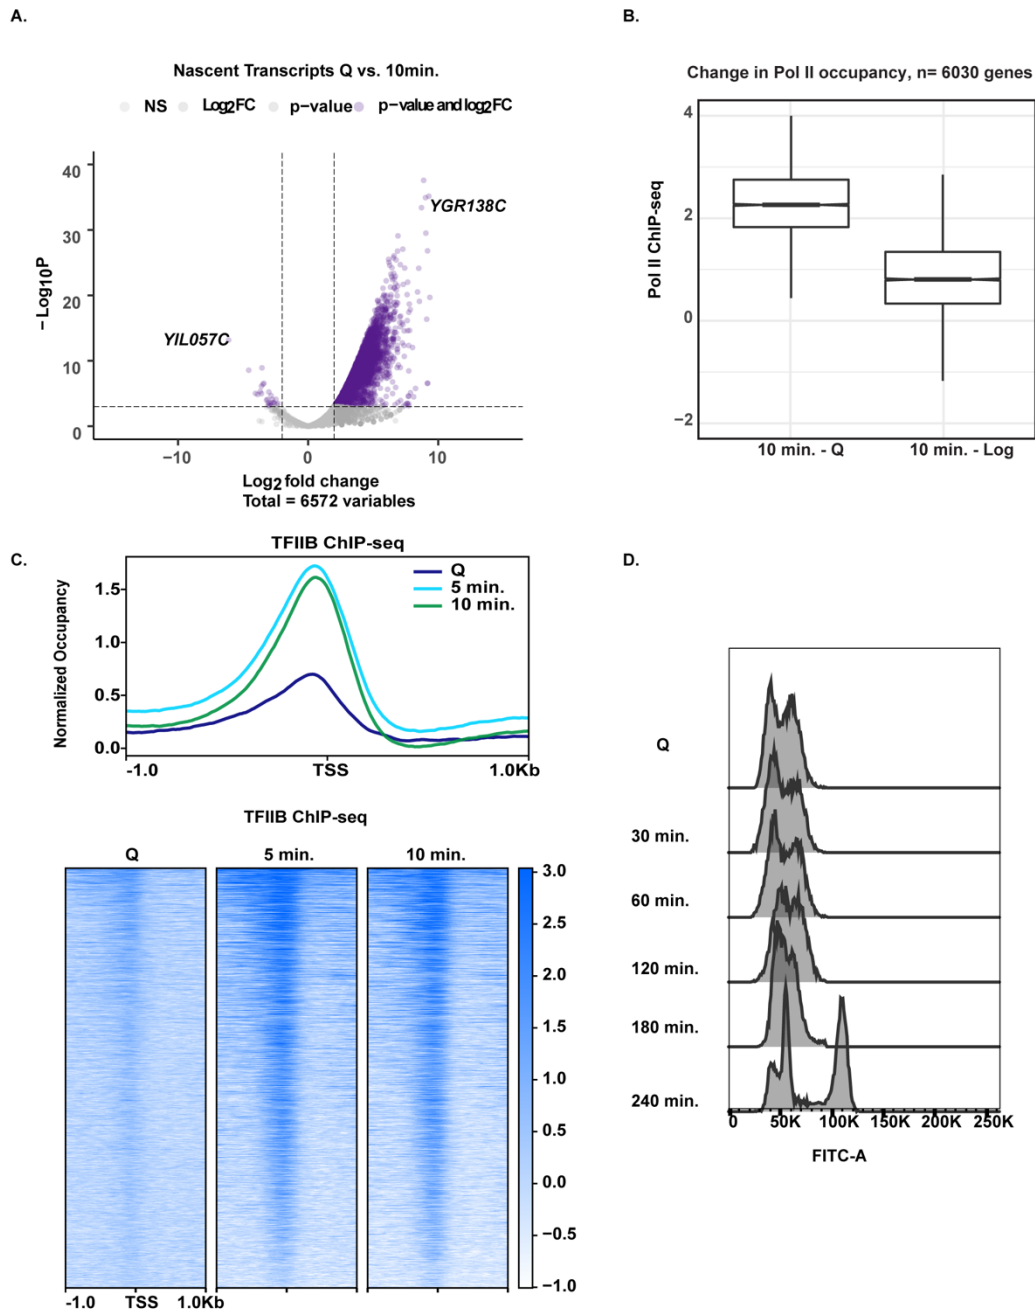 A.
Nascent Transcripts Q vs. 10min.
NS Log2FC p-value p-value and log2FC
40
30
20
10
0
– Log10P
YGR138C
YIL057C
−10 0 10
Log2 fold change
Total = 6572 variables
B.
Change in Pol II occupancy, n= 6030 genes
4
2
0
−2
Pol II ChIP-seq
10 min. - Q 10 min. - Log
C.
TFIIB ChIP-seq
Q
5 min.
10 min.
1.5
1.0
0.5
0.0
Normalized Occupancy
-1.0 TSS 1.0Kb
TFIIB ChIP-seq
Q 5 min. 10 min.
3.0
2.5
2.0
1.5
1.0
0.5
0.0
−0.5
−1.0
-1.0 TSS 1.0Kb
D.
Q
30 min.
60 min.
120 min.
180 min.
240 min.
0 50K 100K 150K 200K 250K
FITC-A